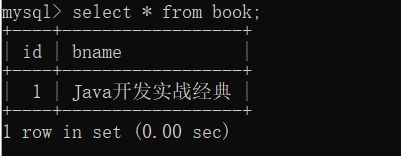 mysql> select * from book;
+----+------------------+
| id | bname            |
+----+------------------+
|  1 | Java开发实战经典 |
+----+------------------+
1 row in set (0.00 sec)